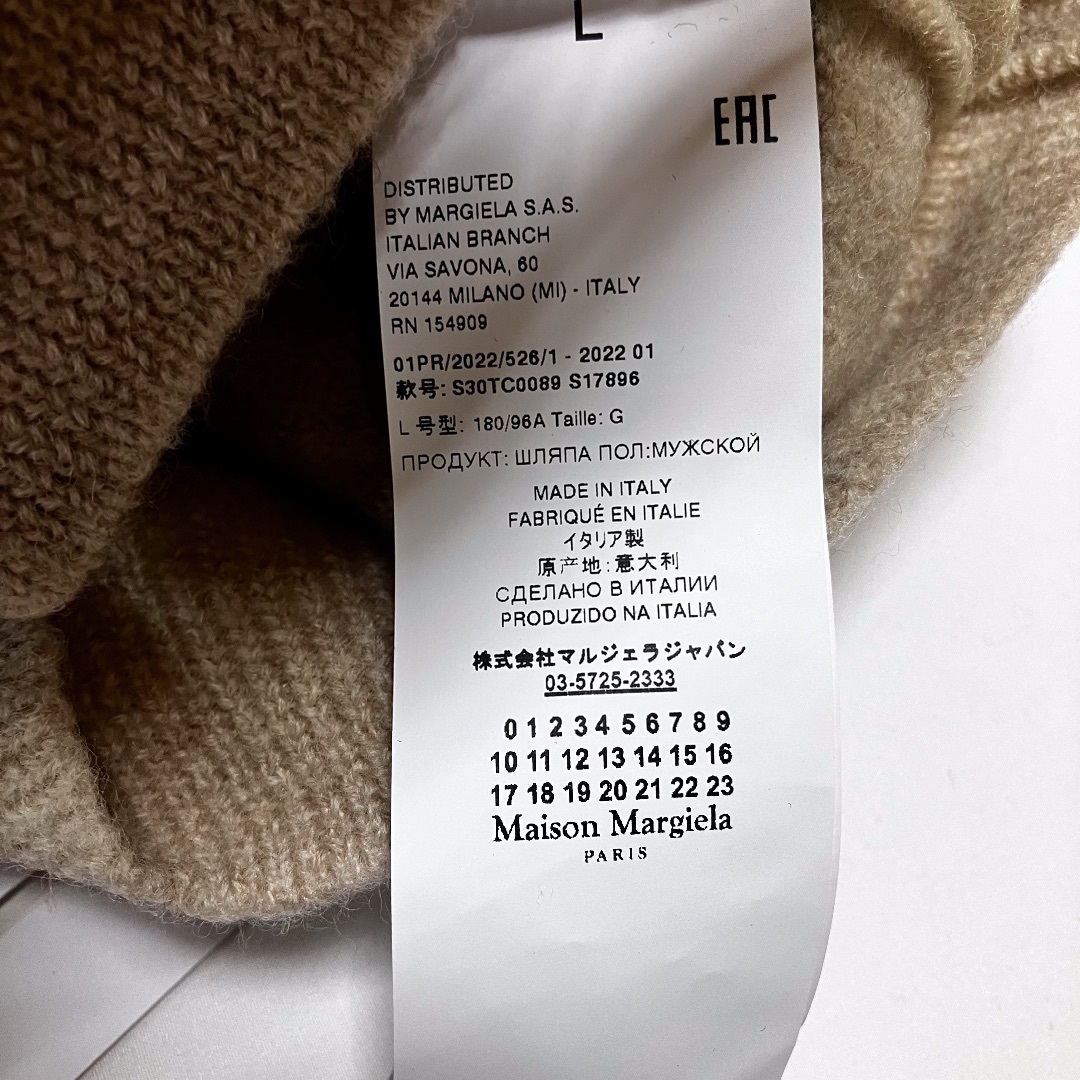 L
EAC
DISTRIBUTED
BY MARGIELA S.A.S.
ITALIAN BRANCH
VIA SAVONA, 60
20144 MILANO (MI) - ITALY
RN 154909
01PR/2022/526/1 - 2022 01
款号: S30TC0089 S17896
L 号型: 180/96A Taille: G
ПРОДУКТ: ШЛЯПА ПОЛ:МУЖСКОЙ
MADE IN ITALY
FABRIQUÉ EN ITALIE
イタリア製
原产地:意大利
СДЕЛАНО В ИТАЛИИ
PRODUZIDO NA ITALIA
株式会社マルジェラジャパン
03-5725-2333
0 1 2 3 4 5 6 7 8 9
10 11 12 13 14 15 16
17 18 19 20 21 22 23
Maison Margiela
PARIS